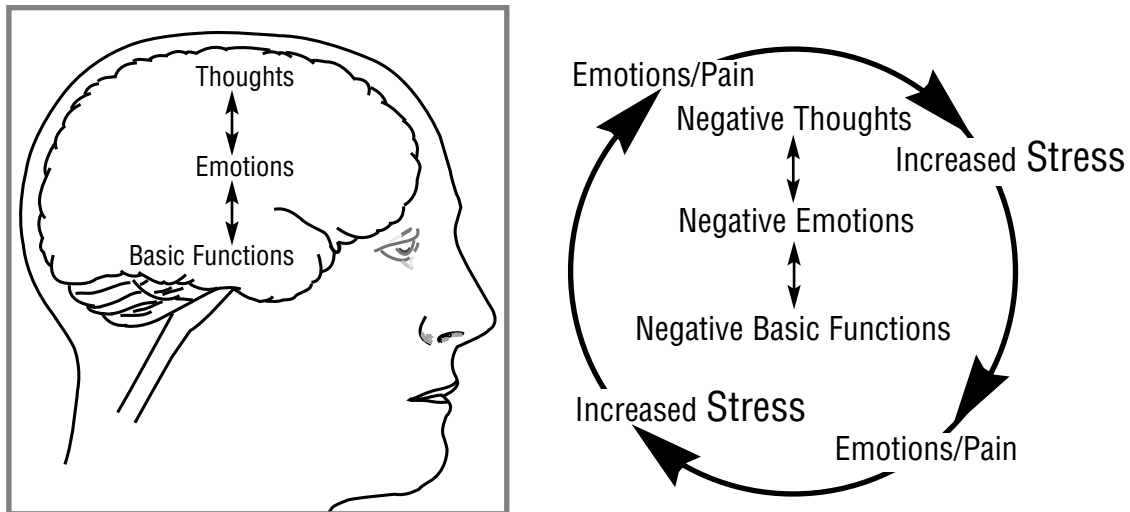 Thoughts
Emotions
Basic Functions
Emotions/Pain
Negative Thoughts
Increased Stress
Negative Emotions
Negative Basic Functions
Increased Stress
Emotions/Pain